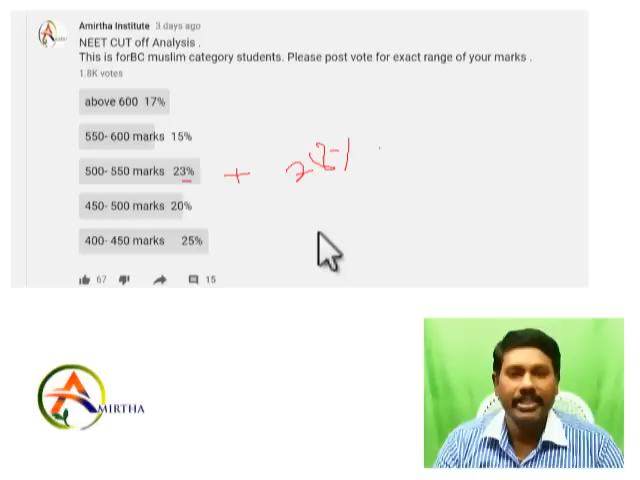 Amirtha Institute 3 days ago
NEET CUT off Analysis .
This is forBC muslim category students. Please post vote for exact range of your marks .
1.8K votes
above 600 17%
550- 600 marks 15%
500- 550 marks 23%
+
450- 500 marks 20%
400- 450 marks 25%
67 15
AMIRTHA